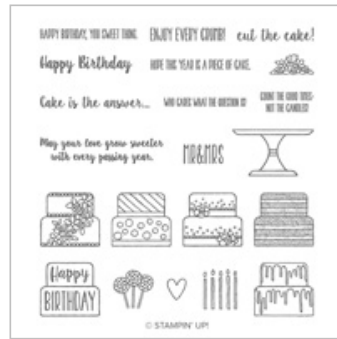 HAPPY BIRTHDAY, YOU SWEET THING.
ENJOY EVERY CRUMB!
cut the cake!
Happy Birthday
HOPE THIS YEAR IS A PIECE OF CAKE.
Cake is the answer...
WHO CARES WHAT THE QUESTION IS!
COUNT THE GOOD TIMES-
NOT THE CANDLES!
May your love grow sweeter
with every passing year.
MR&MRS
Happy
BIRTHDAY
© STAMPIN' UP!